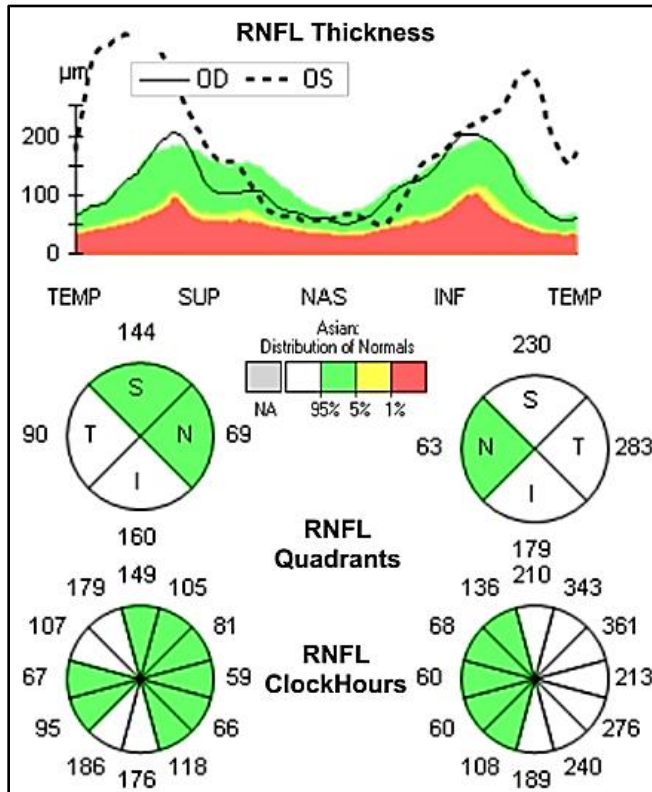 RNFL Thickness
µm
OD OS
200
100
0
TEMP SUP NAS INF TEMP
144
Asian:
Distribution of Normals
NA 95% 5% 1%
230
S
90 T N 69
I
160
S
63 N T 283
I
179
RNFL
Quadrants
149
179 105
107 81
67 59
95 66
186 118
176
RNFL
ClockHours
210
136 343
68 361
60 213
60 276
108 240
189